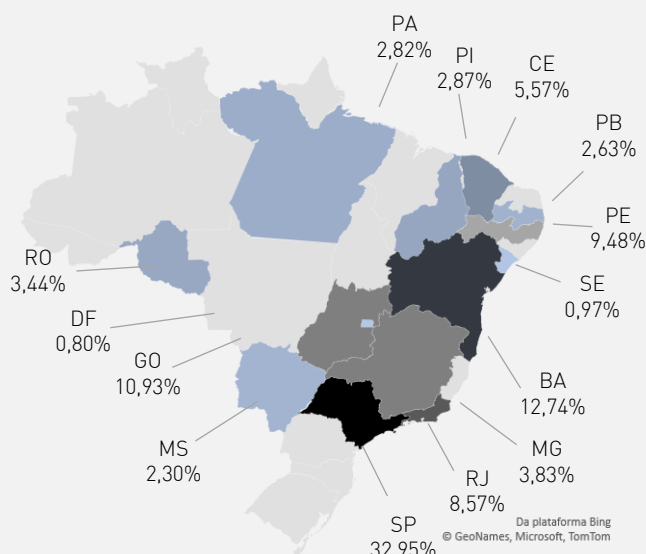 PA
2,82%
PI
2,87%
CE
5,57%
PB
2,63%
PE
9,48%
SE
0,97%
RO
3,44%
DF
0,80%
GO
10,93%
BA
12,74%
MS
2,30%
MG
3,83%
RJ
8,57%
SP
32,95%
Da plataforma Bing
© GeoNames, Microsoft, TomTom